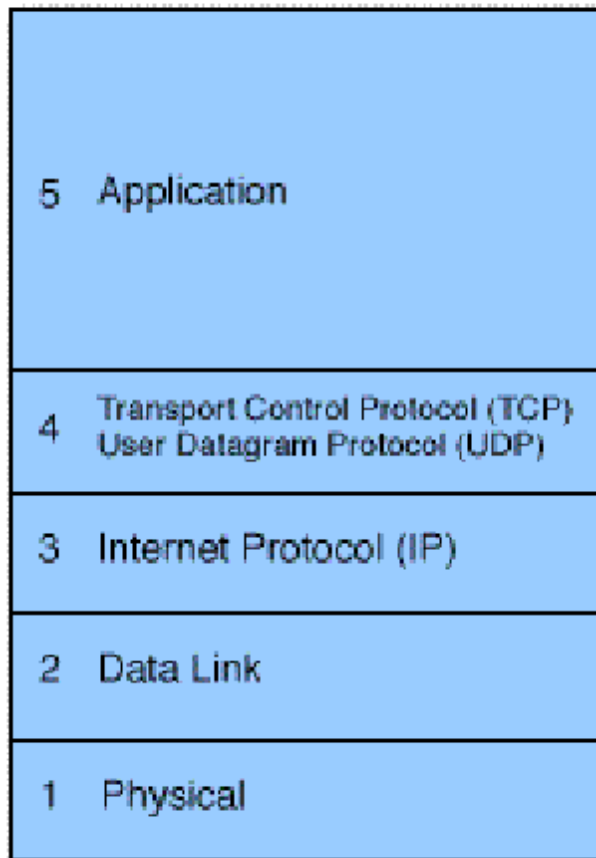 5 Application
4 Transport Control Protocol (TCP)
User Datagram Protocol (UDP)
3 Internet Protocol (IP)
2 Data Link
1 Physical